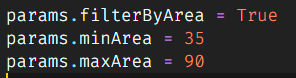 params.filterByArea = True
params.minArea = 35
params.maxArea = 90